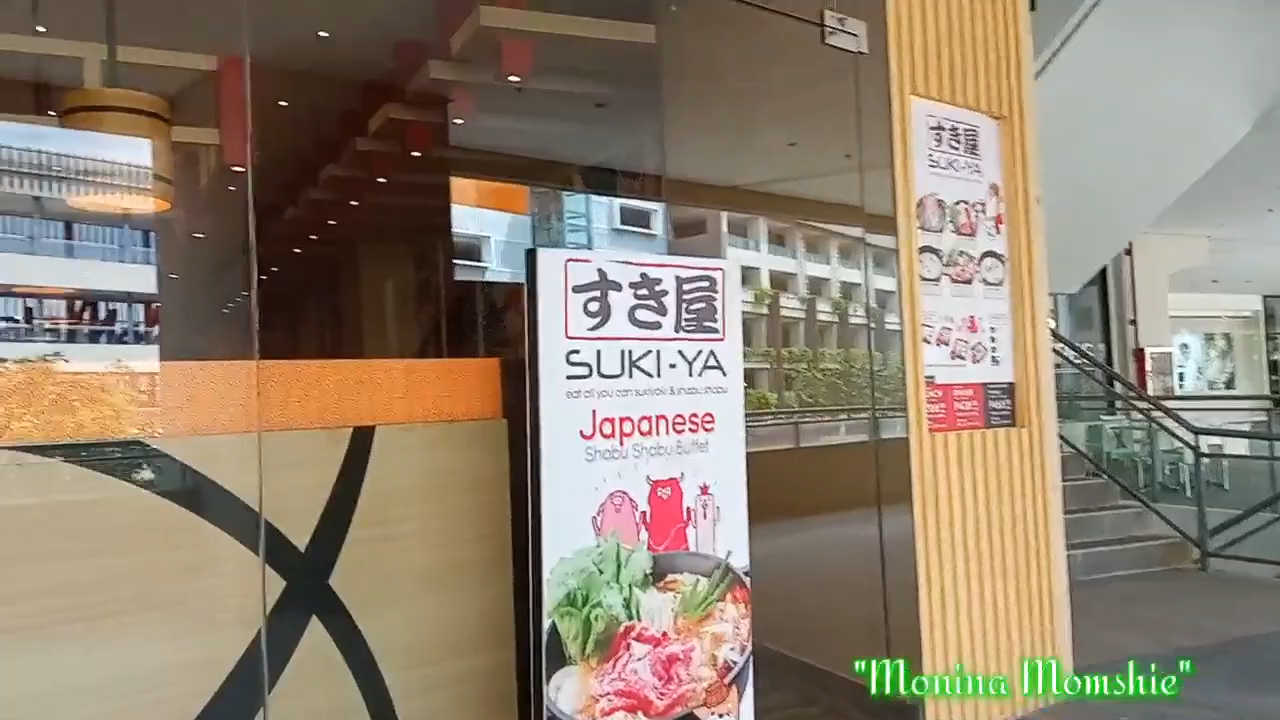 すき屋
SUKI-YA
eat all you can sukiyaki & shabu shabu
Japanese
Shabu Shabu Buffet
すき屋
SUKI-YA
"Monina Momshie"